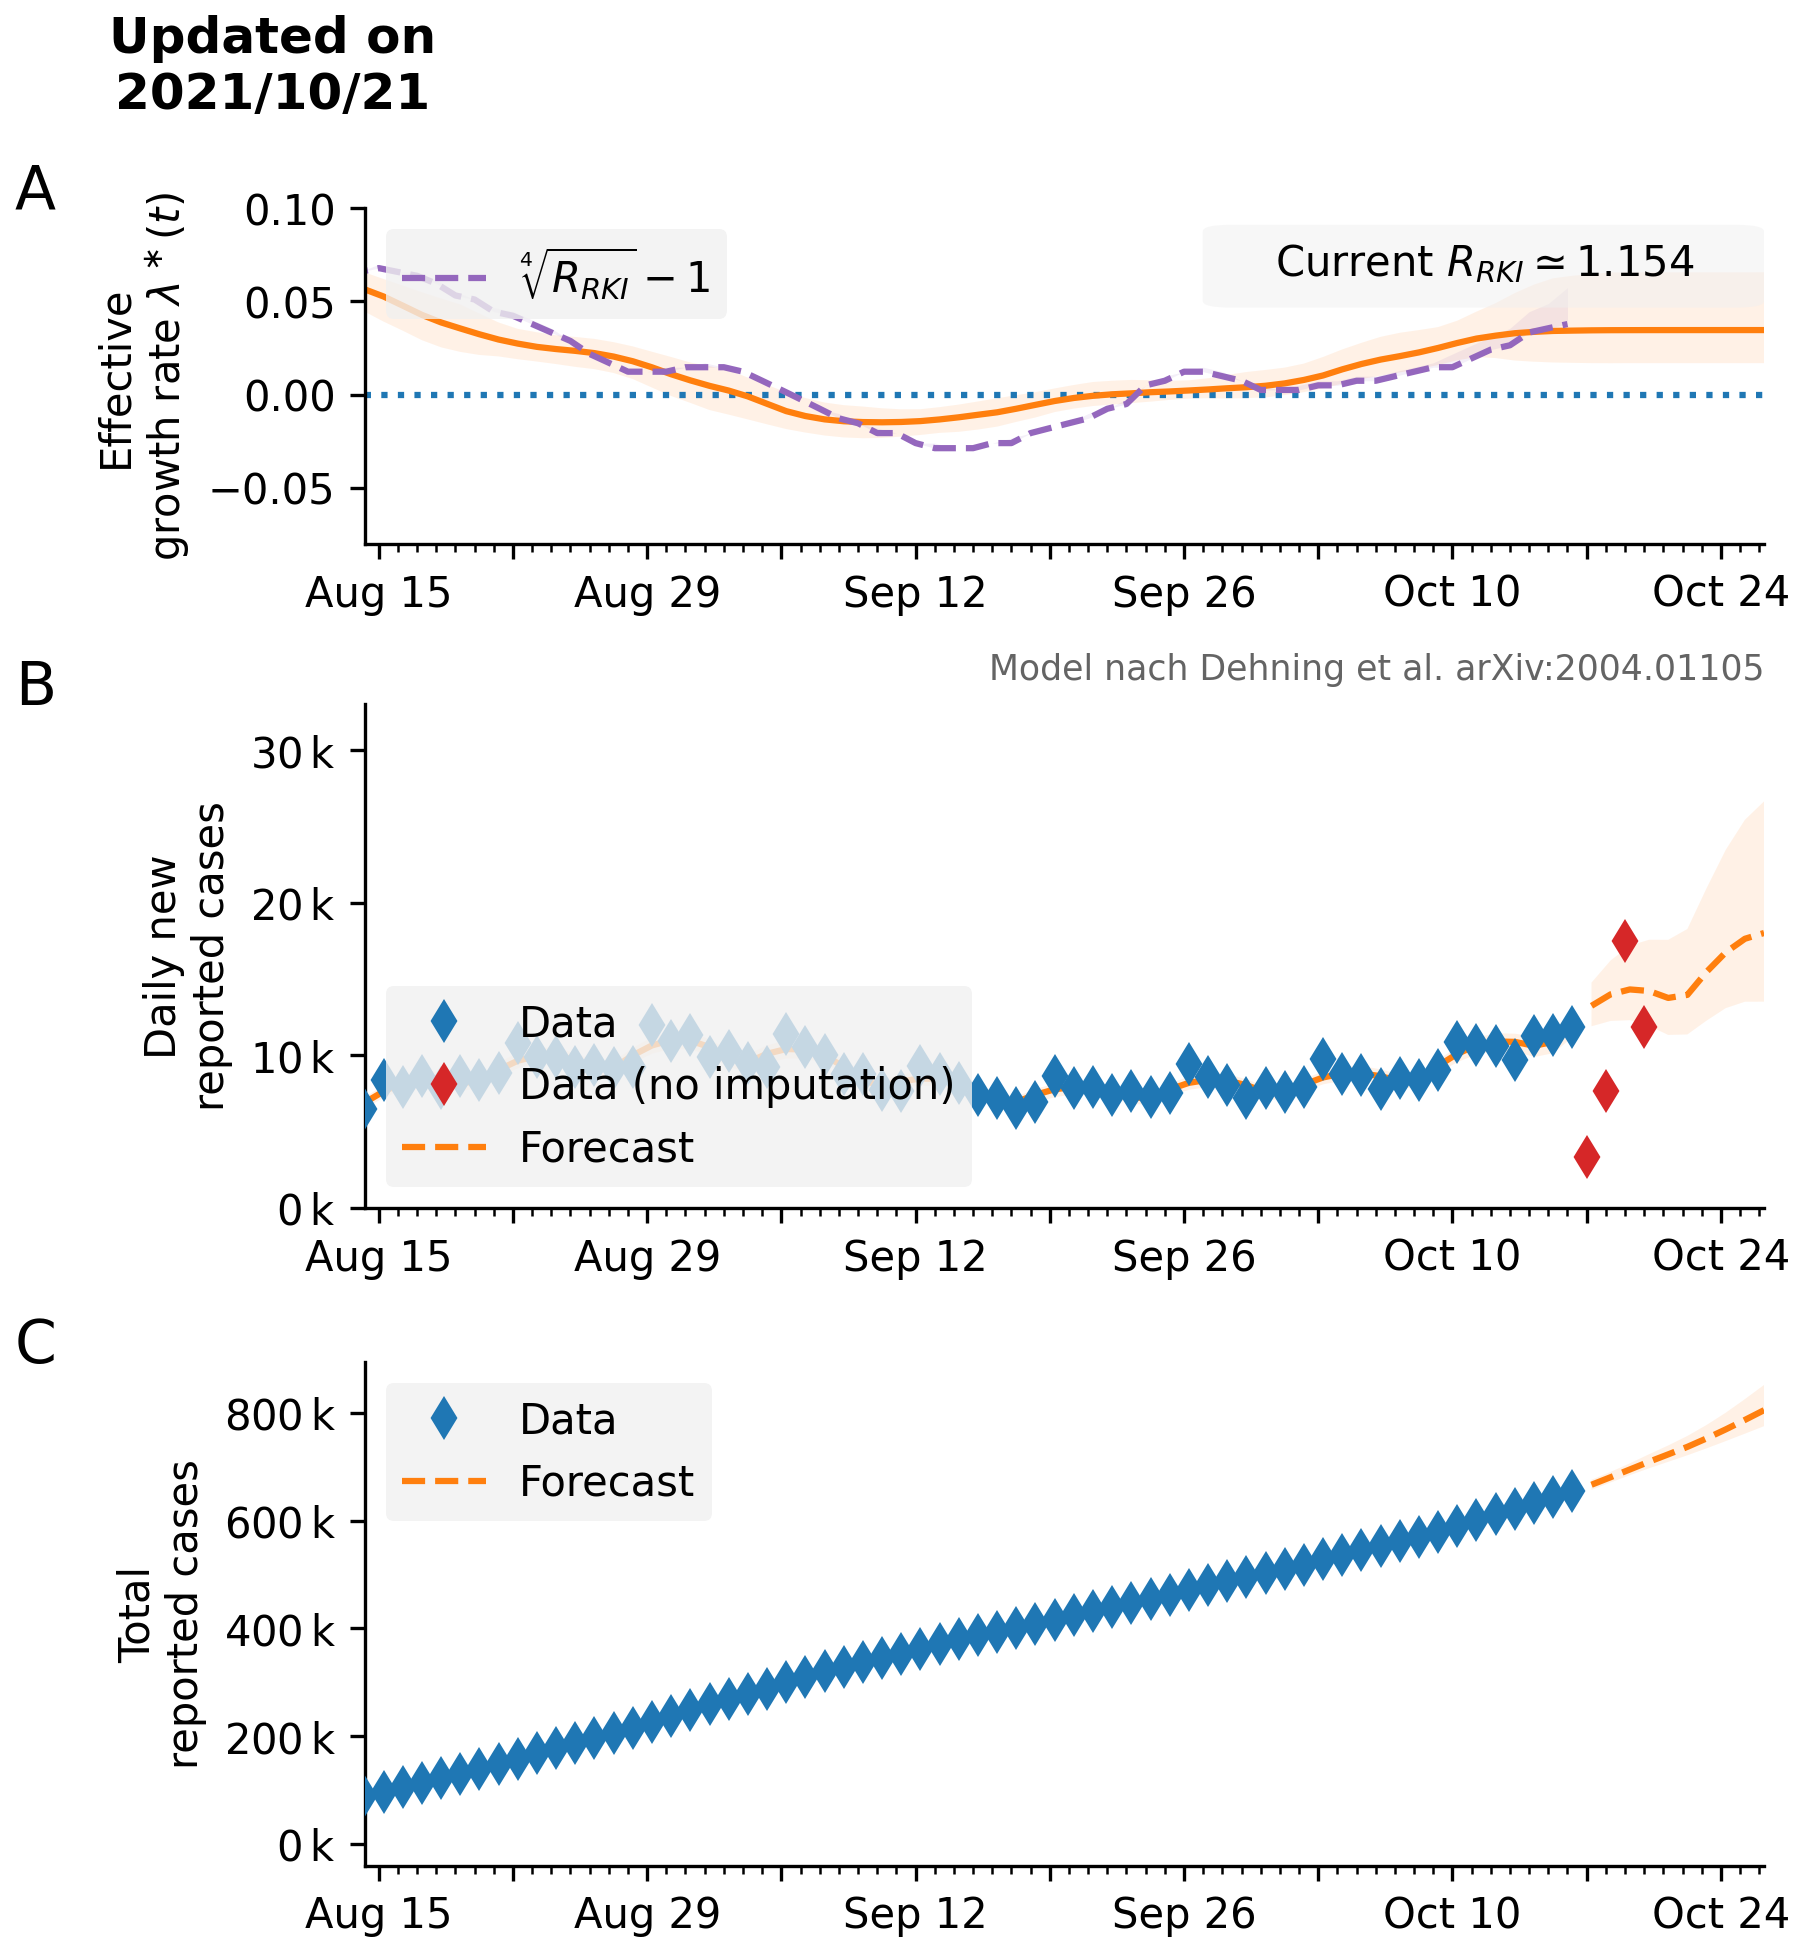 Updated on
2021/10/21
A
Effective
growth rate λ * (t)
0.10
0.05
0.00
−0.05
∜R_RKI − 1
Current R_RKI ≃ 1.154
Aug 15 Aug 29 Sep 12 Sep 26 Oct 10 Oct 24
Model nach Dehning et al. arXiv:2004.01105
B
Daily new
reported cases
30 k
20 k
10 k
0 k
Data
Data (no imputation)
Forecast
Aug 15 Aug 29 Sep 12 Sep 26 Oct 10 Oct 24
C
Total
reported cases
800 k
600 k
400 k
200 k
0 k
Data
Forecast
Aug 15 Aug 29 Sep 12 Sep 26 Oct 10 Oct 24